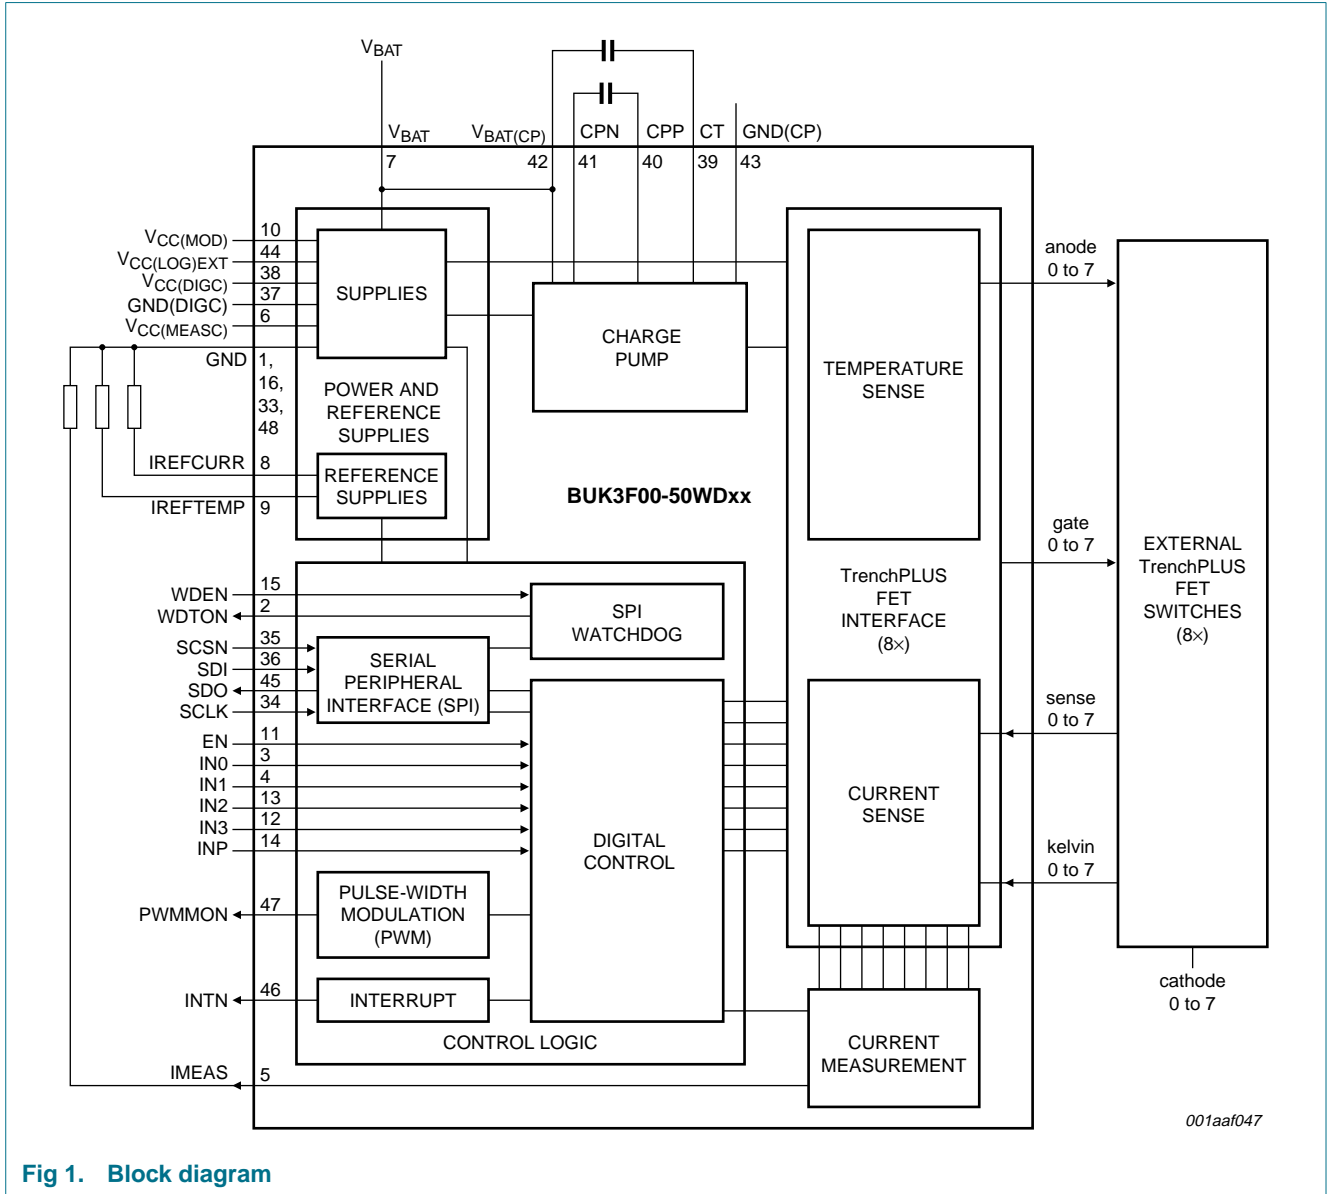 VBAT
VBAT
7
VBAT(CP)
42
CPN
41
CPP
40
CT
39
GND(CP)
43
VCC(MOD)
10
VCC(LOG)EXT
44
VCC(DIGC)
38
GND(DIGC)
37
VCC(MEASC)
6
GND
1,
16,
33,
48
SUPPLIES
POWER AND
REFERENCE
SUPPLIES
IREFCURR
8
IREFTEMP
9
REFERENCE
SUPPLIES
CHARGE
PUMP
BUK3F00-50WDxx
TEMPERATURE
SENSE
TrenchPLUS
FET
INTERFACE
(8×)
CURRENT
SENSE
anode
0 to 7
gate
0 to 7
sense
0 to 7
kelvin
0 to 7
EXTERNAL
TrenchPLUS
FET
SWITCHES
(8×)
cathode
0 to 7
WDEN
15
WDTON
2
SPI
WATCHDOG
SCSN
35
SDI
36
SDO
45
SCLK
34
SERIAL
PERIPHERAL
INTERFACE (SPI)
EN
11
IN0
3
IN1
4
IN2
13
IN3
12
INP
14
DIGITAL
CONTROL
PWMMON
47
PULSE-WIDTH
MODULATION
(PWM)
INTN
46
INTERRUPT
CONTROL LOGIC
IMEAS
5
CURRENT
MEASUREMENT
001aaf047
Fig 1. Block diagram